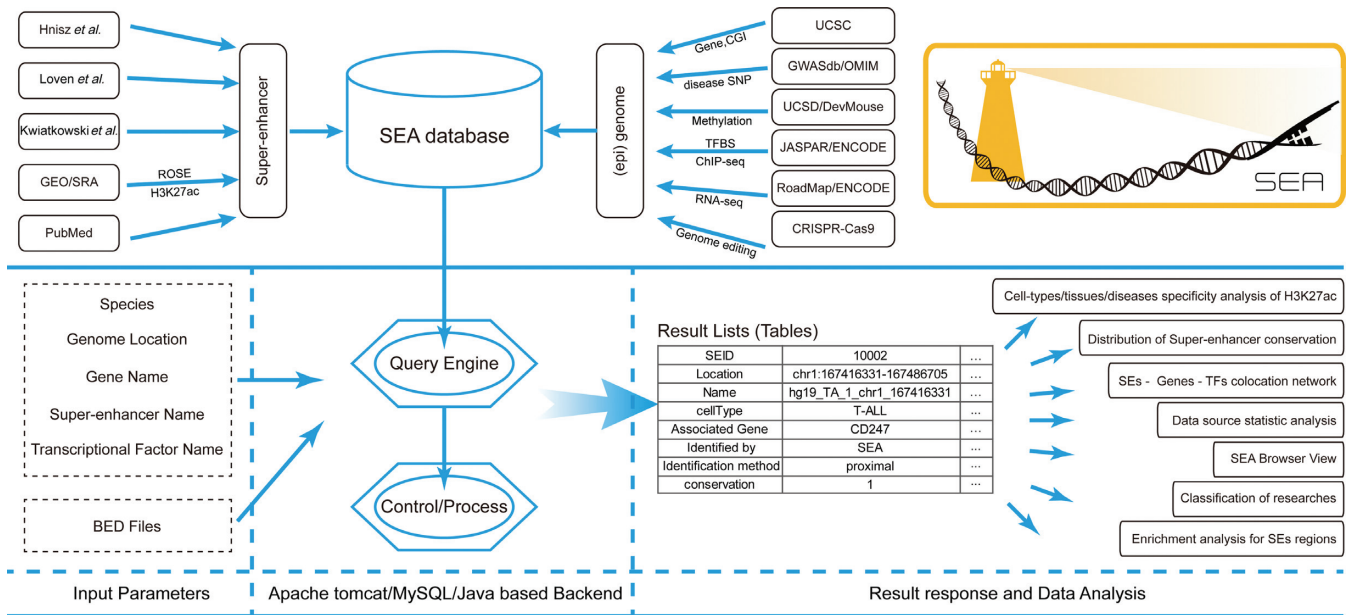 Hnisz et al.
Loven et al.
Kwiatkowski et al.
GEO/SRA
PubMed
ROSE
H3K27ac
Super-enhancer
SEA database
(epi) genome
Gene,CGI
disease SNP
Methylation
TFBS
ChIP-seq
RNA-seq
Genome editing
UCSC
GWASdb/OMIM
UCSD/DevMouse
JASPAR/ENCODE
RoadMap/ENCODE
CRISPR-Cas9
SEA
Species
Genome Location
Gene Name
Super-enhancer Name
Transcriptional Factor Name
BED Files
Query Engine
Control/Process
Result Lists (Tables)
SEID 10002 ...
Location chr1:167416331-167486705 ...
Name hg19_TA_1_chr1_167416331 ...
cellType T-ALL ...
Associated Gene CD247 ...
Identified by SEA ...
Identification method proximal ...
conservation 1 ...
Cell-types/tissues/diseases specificity analysis of H3K27ac
Distribution of Super-enhancer conservation
SEs - Genes - TFs colocation network
Data source statistic analysis
SEA Browser View
Classification of researches
Enrichment analysis for SEs regions
Input Parameters
Apache tomcat/MySQL/Java based Backend
Result response and Data Analysis